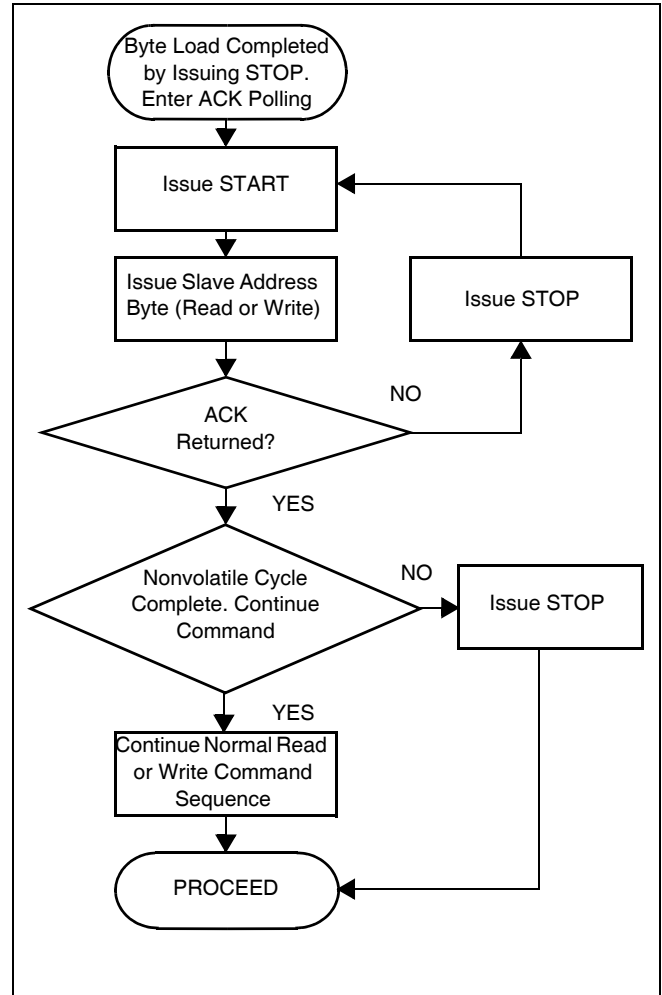 Byte Load Completed
by Issuing STOP.
Enter ACK Polling
Issue START
Issue Slave Address
Byte (Read or Write)
Issue STOP
ACK
Returned?
NO
YES
Nonvolatile Cycle
Complete. Continue
Command
NO
Issue STOP
YES
Continue Normal Read
or Write Command
Sequence
PROCEED